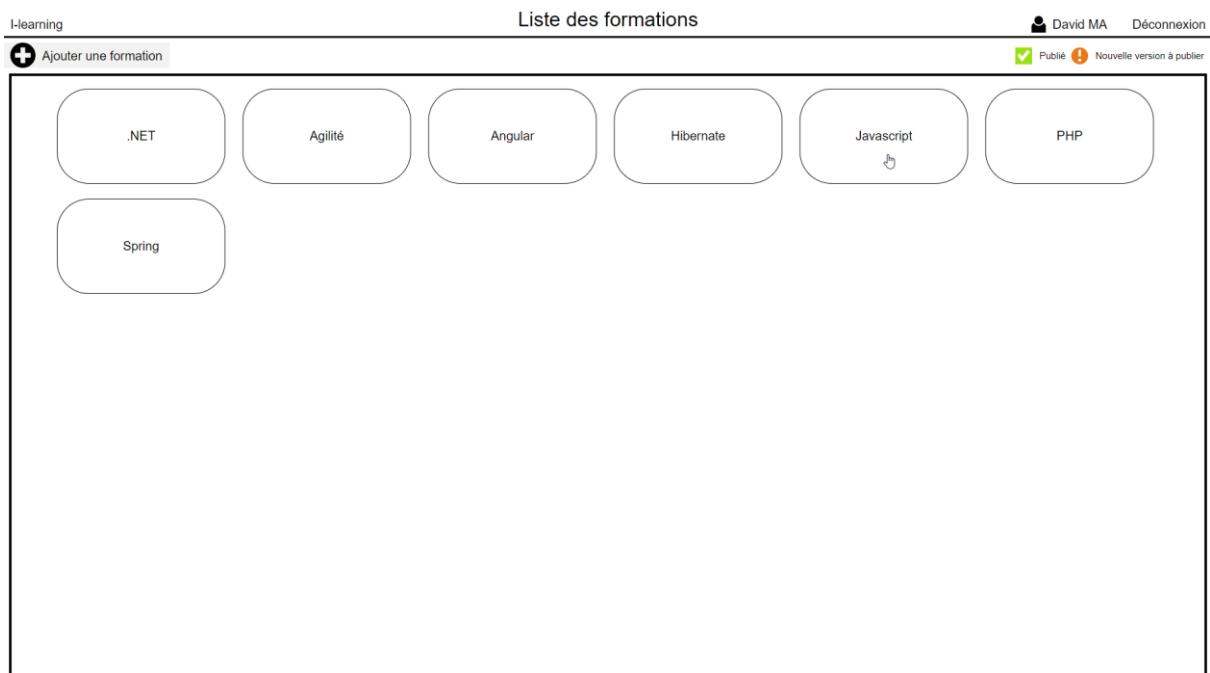 I-learning
Liste des formations
David MA
Déconnexion
Ajouter une formation
Publié
Nouvelle version à publier
.NET
Agilité
Angular
Hibernate
Javascript
PHP
Spring